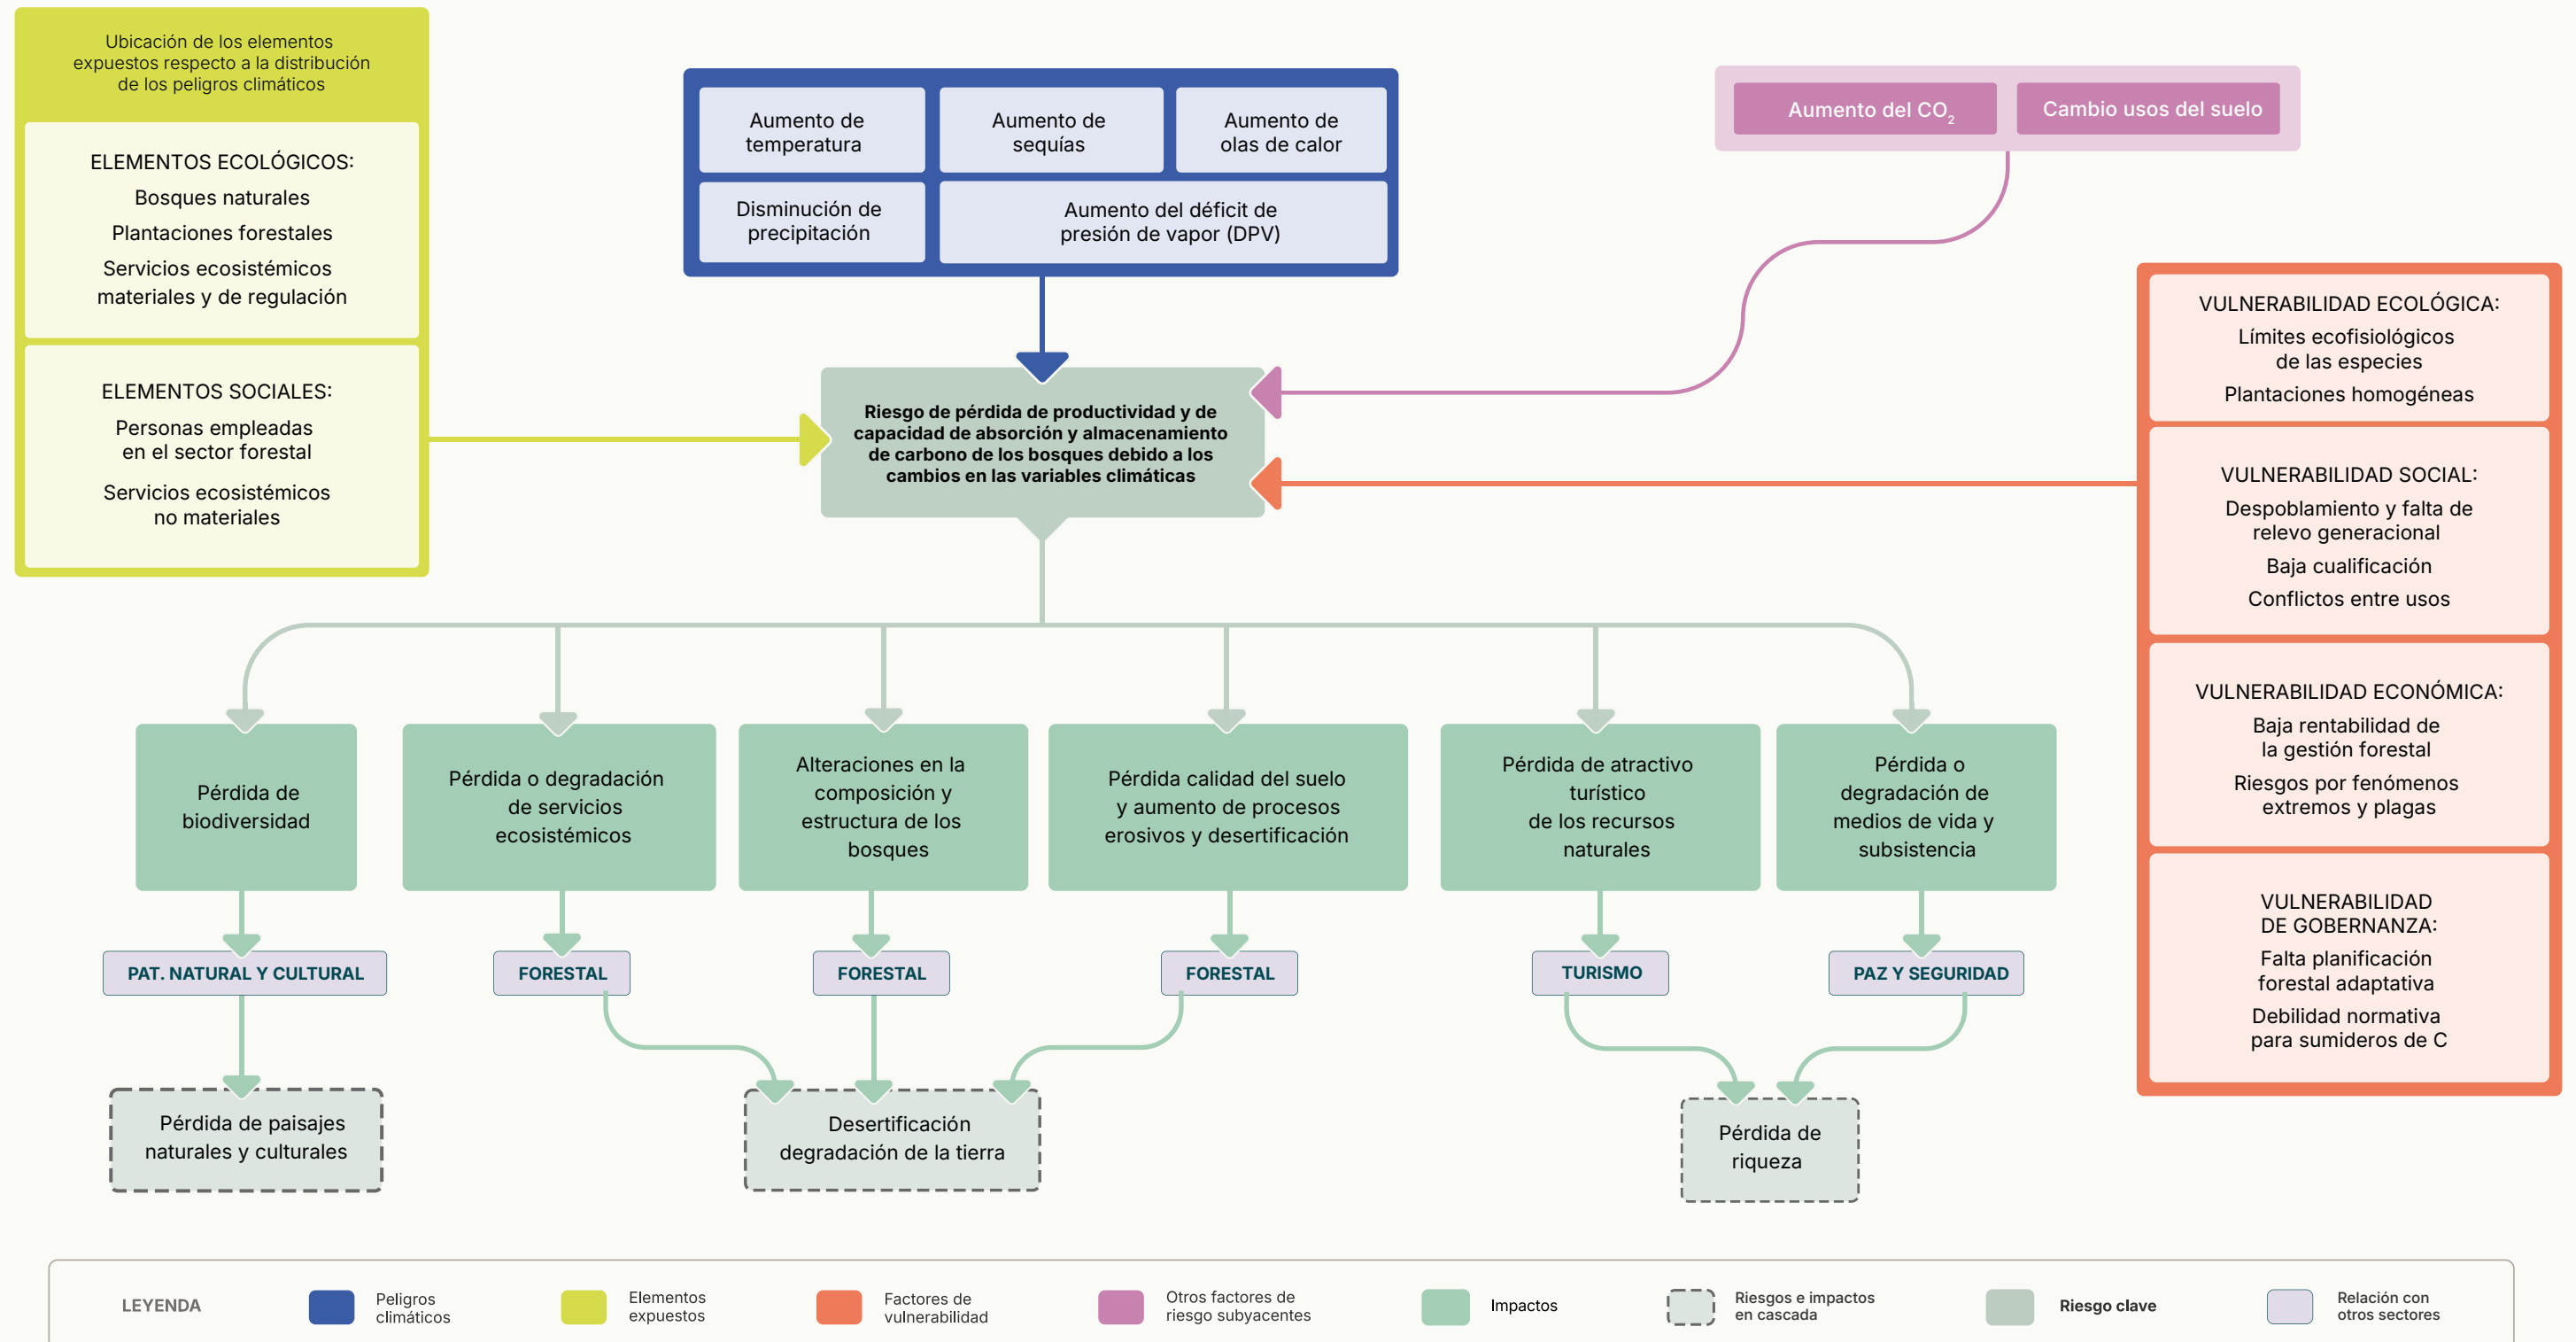 Ubicación de los elementos
expuestos respecto a la distribución
de los peligros climáticos
ELEMENTOS ECOLÓGICOS:
Bosques naturales
Plantaciones forestales
Servicios ecosistémicos
materiales y de regulación
ELEMENTOS SOCIALES:
Personas empleadas
en el sector forestal
Servicios ecosistémicos
no materiales
Aumento de
temperatura
Aumento de
sequías
Aumento de
olas de calor
Disminución de
precipitación
Aumento del déficit de
presión de vapor (DPV)
Aumento del CO₂
Cambio usos del suelo
Riesgo de pérdida de productividad y de
capacidad de absorción y almacenamiento
de carbono de los bosques debido a los
cambios en las variables climáticas
VULNERABILIDAD ECOLÓGICA:
Límites ecofisiológicos
de las especies
Plantaciones homogéneas
VULNERABILIDAD SOCIAL:
Despoblamiento y falta de
relevo generacional
Baja cualificación
Conflictos entre usos
VULNERABILIDAD ECONÓMICA:
Baja rentabilidad de
la gestión forestal
Riesgos por fenómenos
extremos y plagas
VULNERABILIDAD
DE GOBERNANZA:
Falta planificación
forestal adaptativa
Debilidad normativa
para sumideros de C
Pérdida de
biodiversidad
Pérdida o degradación
de servicios
ecosistémicos
Alteraciones en la
composición y
estructura de los
bosques
Pérdida calidad del suelo
y aumento de procesos
erosivos y desertificación
Pérdida de atractivo
turístico
de los recursos
naturales
Pérdida o
degradación de
medios de vida y
subsistencia
PAT. NATURAL Y CULTURAL
FORESTAL
FORESTAL
FORESTAL
TURISMO
PAZ Y SEGURIDAD
Pérdida de paisajes
naturales y culturales
Desertificación
degradación de la tierra
Pérdida de
riqueza
LEYENDA
Peligros
climáticos
Elementos
expuestos
Factores de
vulnerabilidad
Otros factores de
riesgo subyacentes
Impactos
Riesgos e impactos
en cascada
Riesgo clave
Relación con
otros sectores